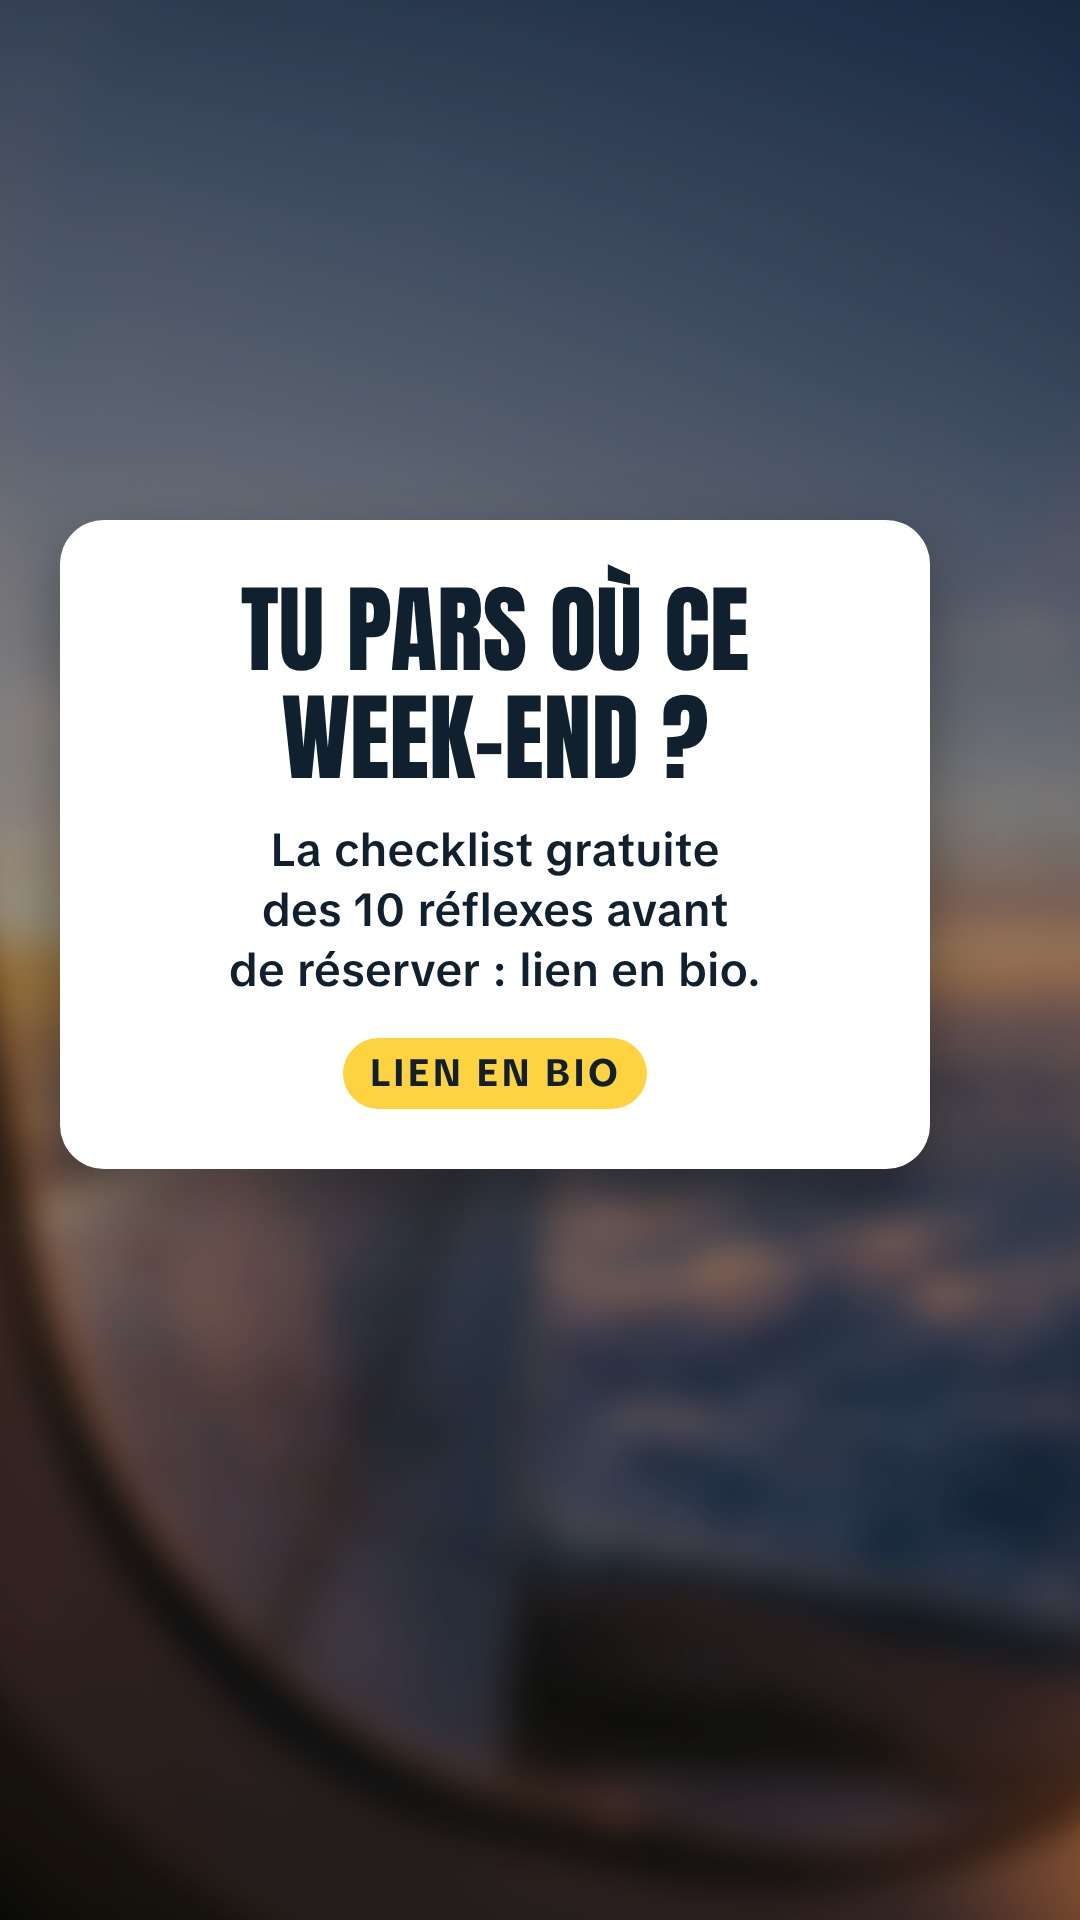 TU PARS OÙ CE
WEEK-END ?
La checklist gratuite
des 10 réflexes avant
de réserver : lien en bio.
LIEN EN BIO